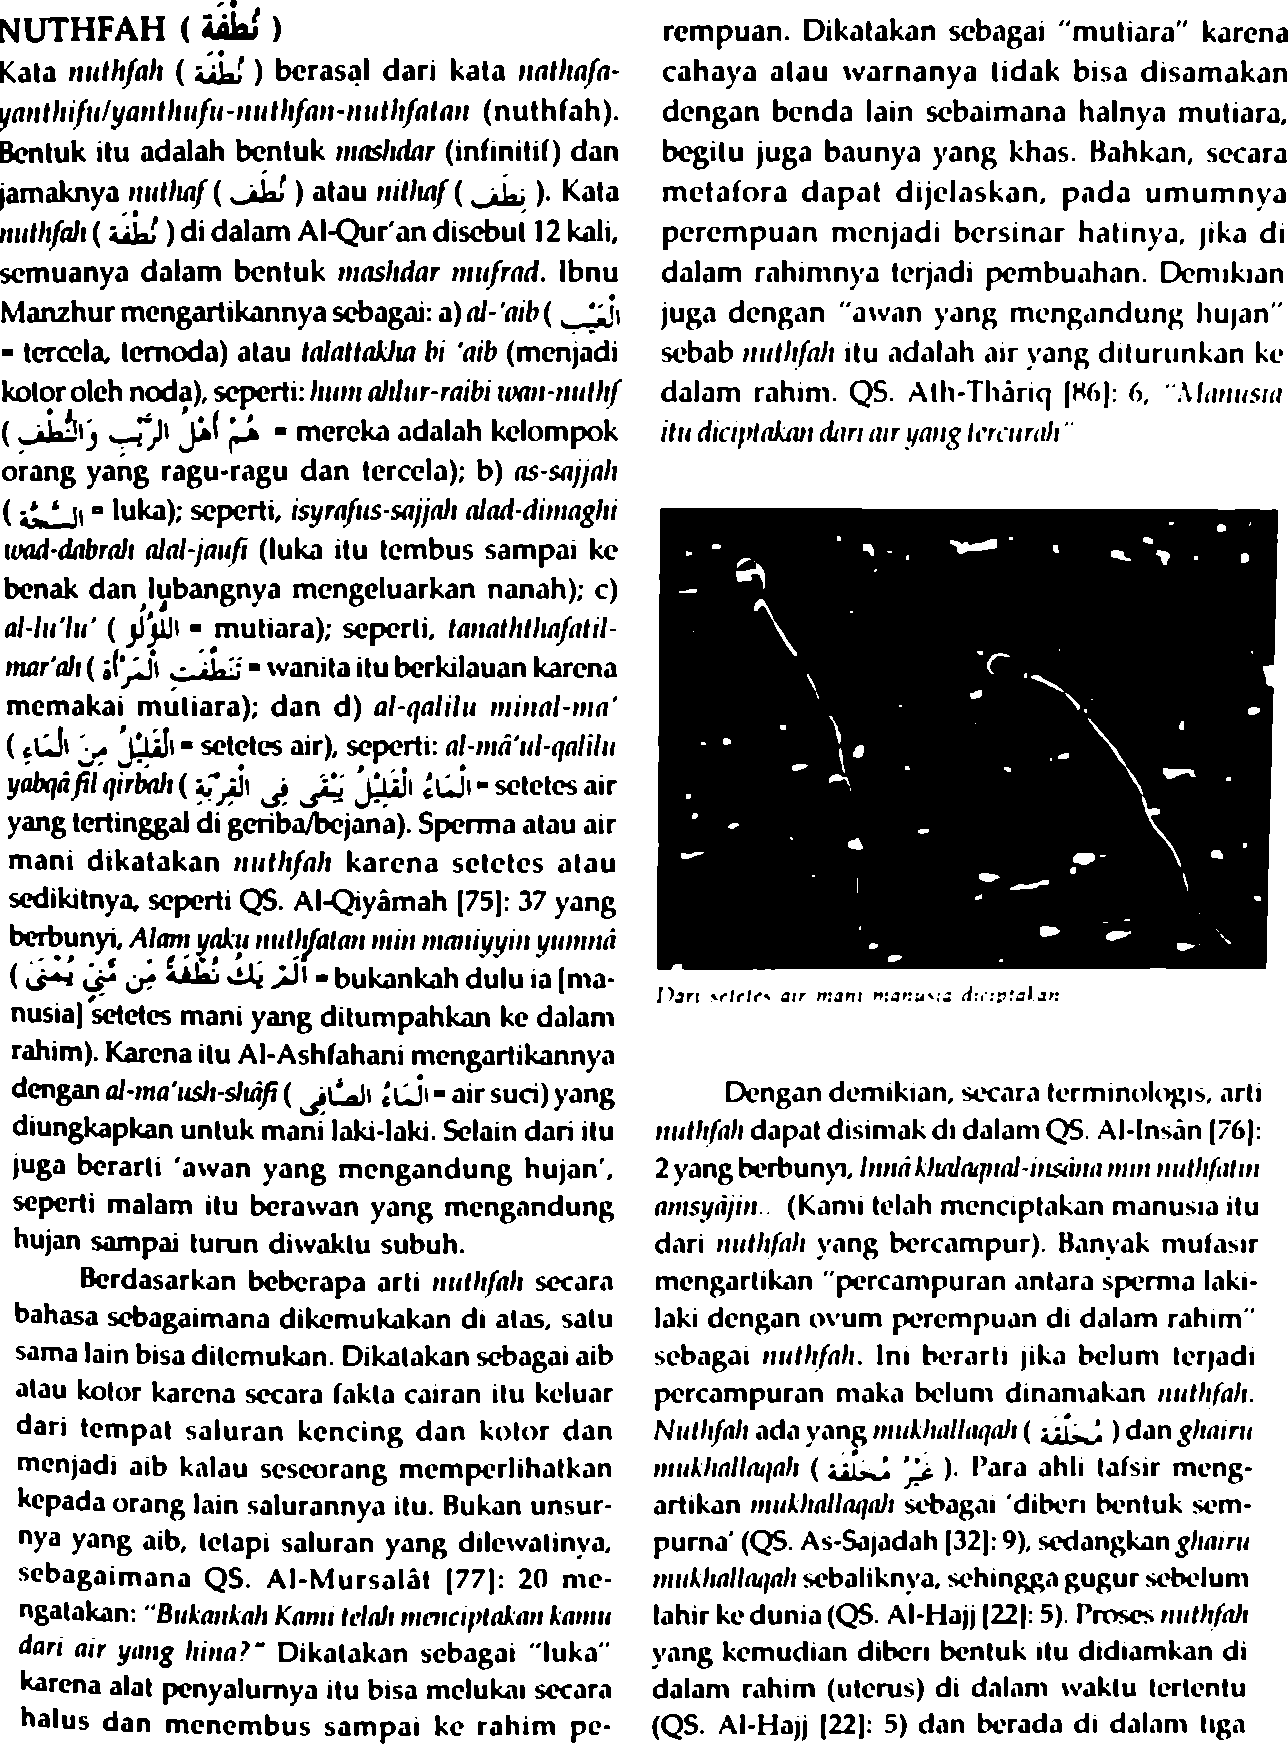 NUTHFAH ( نُطْفَة )
Kata nuthfah ( نُطْفَة ) berasal dari kata nathafa-
yanthifu/yanthufu-nuthfan-nuthfatan (nuthfah).
Bentuk itu adalah bentuk mashdar (infinitif) dan
jamaknya nuthaf ( نُطَف ) atau nithaf ( نِطَف ). Kata
nuthfah ( نُطْفَة ) di dalam Al-Qur'an disebut 12 kali,
semuanya dalam bentuk mashdar mufrad. Ibnu
Manzhur mengartikannya sebagai: a) al-'aib ( الْعَيْب
= tercela, ternoda) atau talattakha bi 'aib (menjadi
kotor oleh noda), seperti: hum ahlur-raibi wan-nuthf
( هُمْ أَهْلُ الرَّيْبِ وَالنُّطَفِ = mereka adalah kelompok
orang yang ragu-ragu dan tercela); b) as-sajjah
( السَّجَّة = luka); seperti, isyrafus-sajjah alad-dimaghi
wad-dabrah alal-jaufi (luka itu tembus sampai ke
benak dan lubangnya mengeluarkan nanah); c)
al-lu'lu' ( اللُّؤْلُؤ = mutiara); seperti, tanaththafatil-
mar'ah ( تَنَطَّفَتِ الْمَرْأَة = wanita itu berkilauan karena
memakai mutiara); dan d) al-qalilu minal-ma'
( الْقَلِيْلُ مِنَ الْمَاءِ = setetes air), seperti: al-mâ'ul-qalilu
yabqâ fil qirbah ( الْمَاءُ الْقَلِيْلُ يَبْقَى فِى الْقِرْبَة = setetes air
yang tertinggal di geriba/bejana). Sperma atau air
mani dikatakan nuthfah karena setetes atau
sedikitnya, seperti QS. Al-Qiyâmah [75]: 37 yang
berbunyi, Alam yaku nuthfatan min maniyyin yumnâ
( أَلَمْ يَكُ نُطْفَةً مِن مَّنِيٍّ يُمْنَى = bukankah dulu ia [ma-
nusia] setetes mani yang ditumpahkan ke dalam
rahim). Karena itu Al-Ashfahani mengartikannya
dengan al-ma'ush-shâfi ( الْمَاءُ الصَّافِي = air suci) yang
diungkapkan untuk mani laki-laki. Selain dari itu
juga berarti 'awan yang mengandung hujan',
seperti malam itu berawan yang mengandung
hujan sampai turun diwaktu subuh.
Berdasarkan beberapa arti nuthfah secara
bahasa sebagaimana dikemukakan di atas, satu
sama lain bisa ditemukan. Dikatakan sebagai aib
atau kotor karena secara fakta cairan itu keluar
dari tempat saluran kencing dan kotor dan
menjadi aib kalau seseorang memperlihatkan
kepada orang lain salurannya itu. Bukan unsur-
nya yang aib, tetapi saluran yang dilewatinya,
sebagaimana QS. Al-Mursalât [77]: 20 me-
ngatakan: "Bukankah Kami telah menciptakan kamu
dari air yang hina?" Dikatakan sebagai "luka"
karena alat penyalurnya itu bisa melukai secara
halus dan menembus sampai ke rahim pe-
rempuan. Dikatakan sebagai "mutiara" karena
cahaya atau warnanya tidak bisa disamakan
dengan benda lain sebaimana halnya mutiara,
begitu juga baunya yang khas. Bahkan, secara
metafora dapat dijelaskan, pada umumnya
perempuan menjadi bersinar hatinya, jika di
dalam rahimnya terjadi pembuahan. Demikian
juga dengan "awan yang mengandung hujan"
sebab nuthfah itu adalah air yang diturunkan ke
dalam rahim. QS. Ath-Thâriq [86]: 6, "Manusia
itu diciptakan dari air yang tercurah"
Dari setetes air mani manusia diciptakan
Dengan demikian, secara terminologis, arti
nuthfah dapat disimak di dalam QS. Al-Insân [76]:
2 yang berbunyi, Innâ khalaqnal-insâna min nuthfatin
amsyâjin.. (Kami telah menciptakan manusia itu
dari nuthfah yang bercampur). Banyak mufasir
mengartikan "percampuran antara sperma laki-
laki dengan ovum perempuan di dalam rahim"
sebagai nuthfah. Ini berarti jika belum terjadi
percampuran maka belum dinamakan nuthfah.
Nuthfah ada yang mukhallaqah ( مُخَلَّقَة ) dan ghairu
mukhallaqah ( غَيْرُ مُخَلَّقَة ). Para ahli tafsir meng-
artikan mukhallaqah sebagai 'diberi bentuk sem-
purna' (QS. As-Sajadah [32]: 9), sedangkan ghairu
mukhallaqah sebaliknya, sehingga gugur sebelum
lahir ke dunia (QS. Al-Hajj [22]: 5). Proses nuthfah
yang kemudian diberi bentuk itu didiamkan di
dalam rahim (uterus) di dalam waktu tertentu
(QS. Al-Hajj [22]: 5) dan berada di dalam tiga